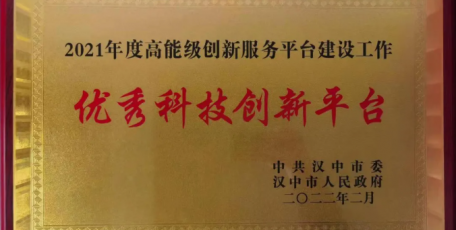 2021年度高能级创新服务平台建设工作
优秀科技创新平台
中共汉中市委
汉中市人民政府
二〇二二年二月